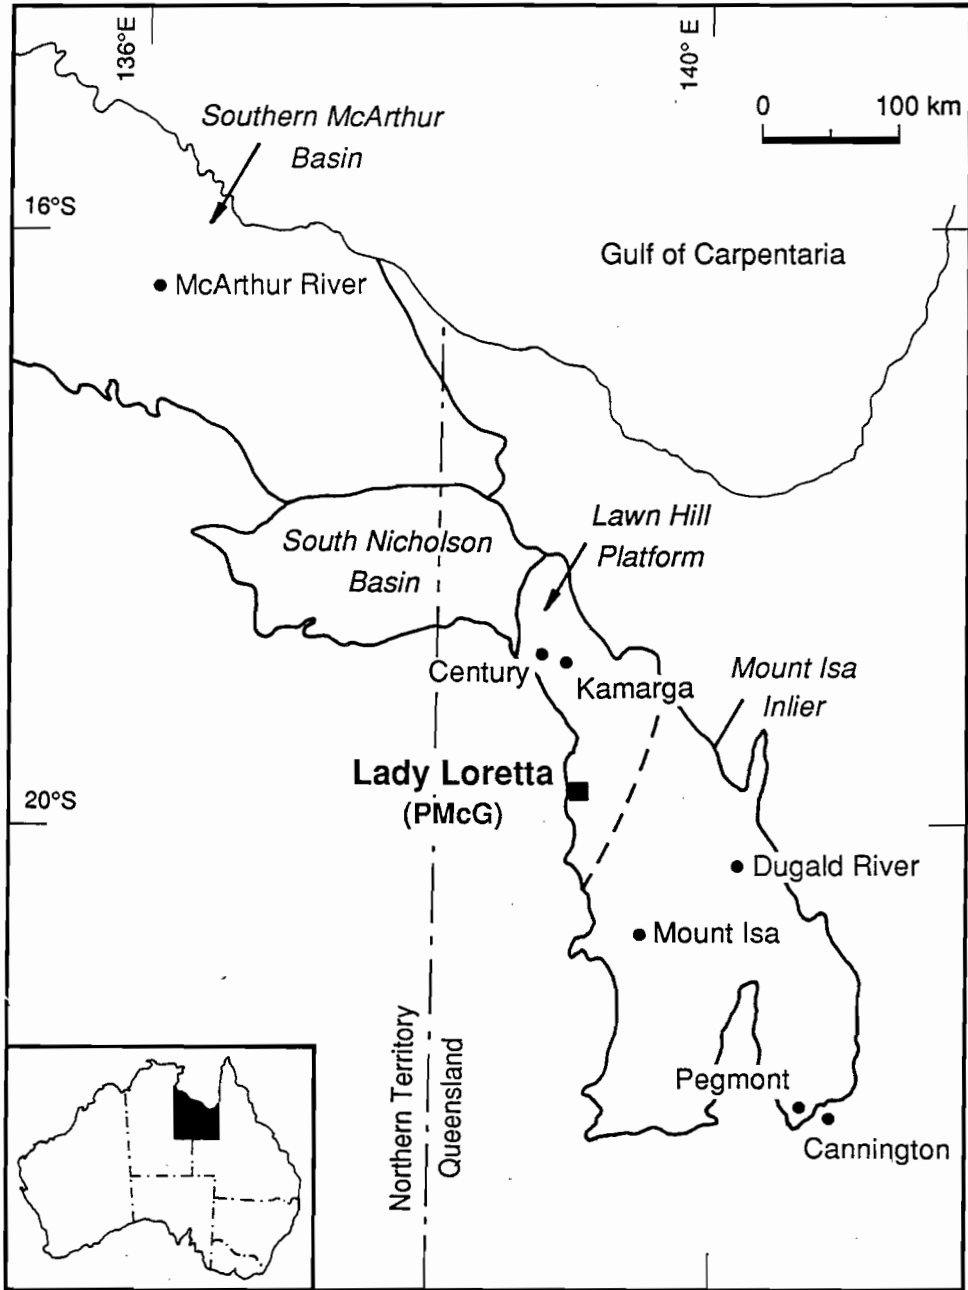 136°E
140° E
0 100 km
Southern McArthur
Basin
16°S
Gulf of Carpentaria
McArthur River
Lawn Hill
Platform
South Nicholson
Basin
Century
Kamarga
Mount Isa
Inlier
Lady Loretta
(PMcG)
20°S
Dugald River
Mount Isa
Northern Territory
Queensland
Pegmont
Cannington